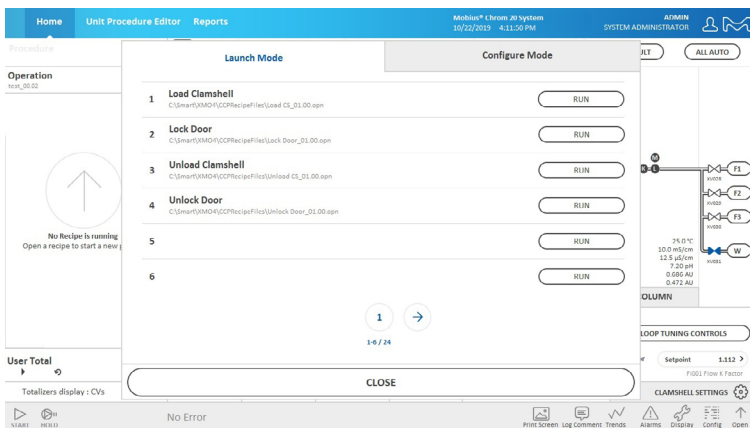 Home Unit Procedure Editor Reports
Mobius® Chrom 20 System
10/22/2019 4:11:50 PM
ADMIN
SYSTEM ADMINISTRATOR
Procedure
Operation
test_00.02
Launch Mode
Configure Mode
ULT
ALL AUTO
1 Load Clamshell
C:\Smart\XMO4\CCPRecipeFiles\Load CS_01.00.opn
RUN
2 Lock Door
C:\Smart\XMO4\CCPRecipeFiles\Lock Door_01.00.opn
RUN
3 Unload Clamshell
C:\Smart\XMO4\CCPRecipeFiles\Unload CS_01.00.opn
RUN
4 Unlock Door
C:\Smart\XMO4\CCPRecipeFiles\Unlock Door_01.00.opn
RUN
5 RUN
6 RUN
1
1-6 / 24
CLOSE
No Recipe is running
Open a recipe to start a new p
M
K L
F1
XV028
F2
XV029
F3
XV030
W
XV031
25.0 °C
10.0 mS/cm
12.5 µS/cm
7.20 pH
0.686 AU
0.472 AU
OLUMN
LOOP TUNING CONTROLS
Setpoint 1.112
FI001 Flow K Factor
User Total
Totalizers display : CVs
CLAMSHELL SETTINGS
START HOLD
No Error
Print Screen Log Comment Trends Alarms Display Config Open